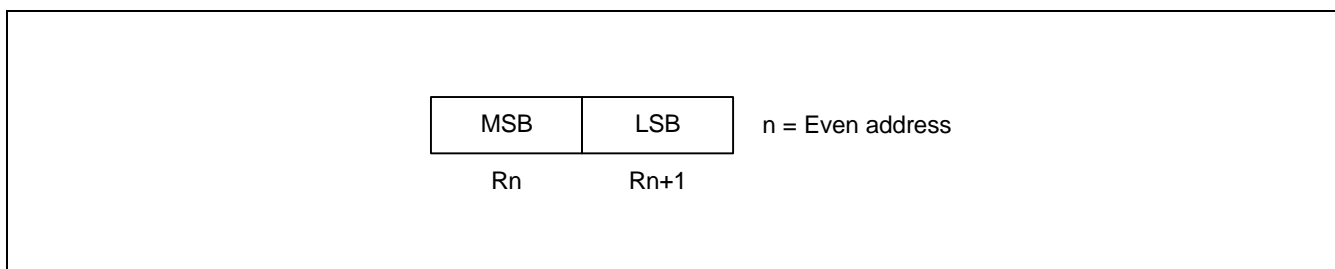 MSB LSB n = Even address
Rn Rn+1